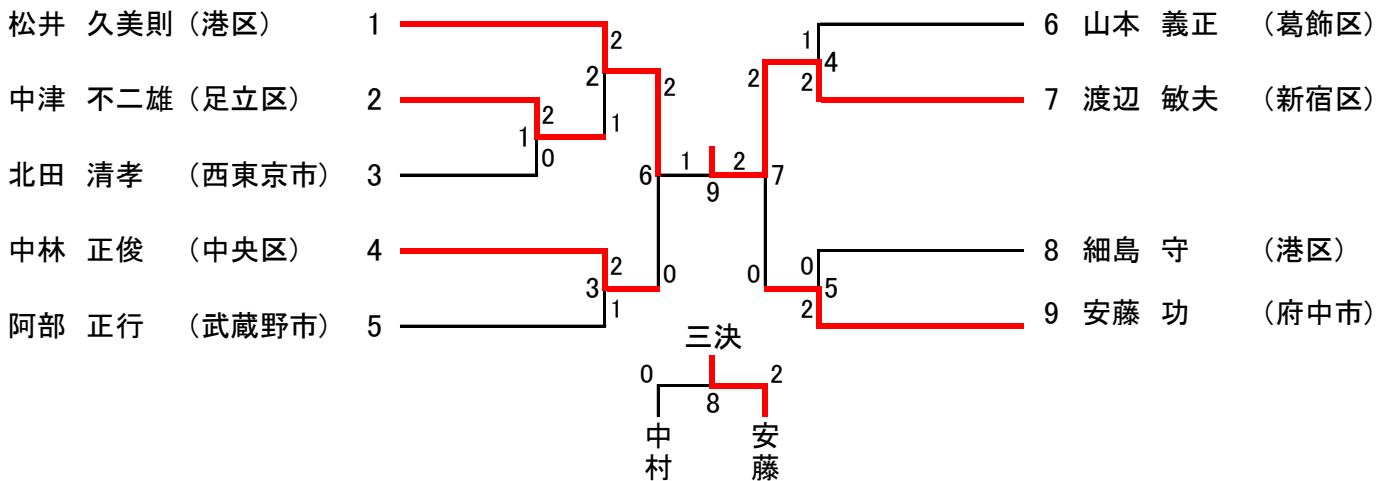 松井 久美則 (港区) 1
中津 不二雄 (足立区) 2
北田 清孝 (西東京市) 3
中林 正俊 (中央区) 4
阿部 正行 (武蔵野市) 5
2
2
2
1
2
1
0
6
2
3
1
0
1
9
2
2
7
0
1
4
2
0
5
2
6 山本 義正 (葛飾区)
7 渡辺 敏夫 (新宿区)
8 細島 守 (港区)
9 安藤 功 (府中市)
三決
0
8
2
中村
安藤